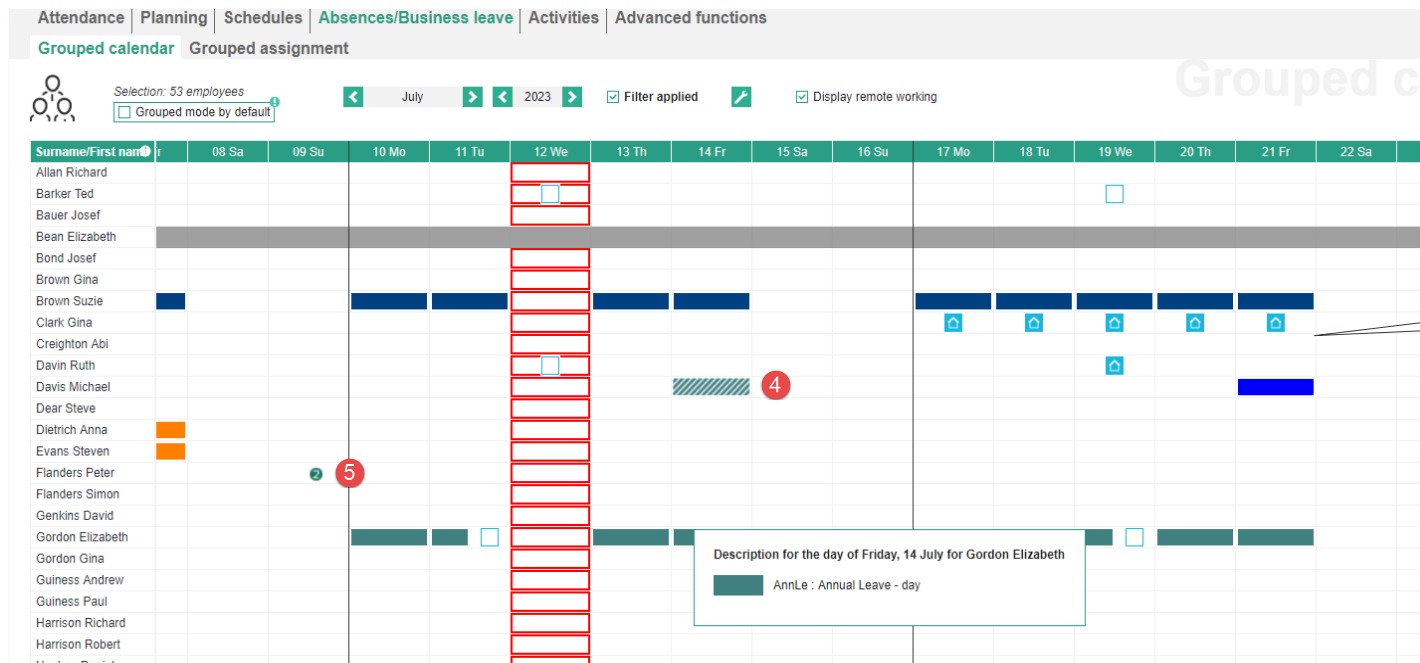 Attendance Planning Schedules Absences/Business leave Activities Advanced functions
Grouped calendar Grouped assignment
Grouped c
Selection: 53 employees
Grouped mode by default
July 2023 Filter applied Display remote working
Surname/First name r 08 Sa 09 Su 10 Mo 11 Tu 12 We 13 Th 14 Fr 15 Sa 16 Su 17 Mo 18 Tu 19 We 20 Th 21 Fr 22 Sa
Allan Richard
Barker Ted
Bauer Josef
Bean Elizabeth
Bond Josef
Brown Gina
Brown Suzie
Clark Gina
Creighton Abi
Davin Ruth
Davis Michael 4
Dear Steve
Dietrich Anna
Evans Steven
Flanders Peter 2 5
Flanders Simon
Genkins David
Gordon Elizabeth
Description for the day of Friday, 14 July for Gordon Elizabeth
Gordon Gina
AnnLe : Annual Leave - day
Guiness Andrew
Guiness Paul
Harrison Richard
Harrison Robert